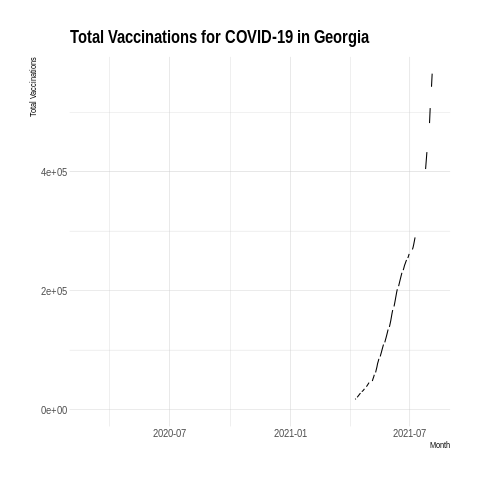 Total Vaccinations for COVID-19 in Georgia
Total Vaccinations
4e+05
2e+05
0e+00
2020-07
2021-01
2021-07
Month